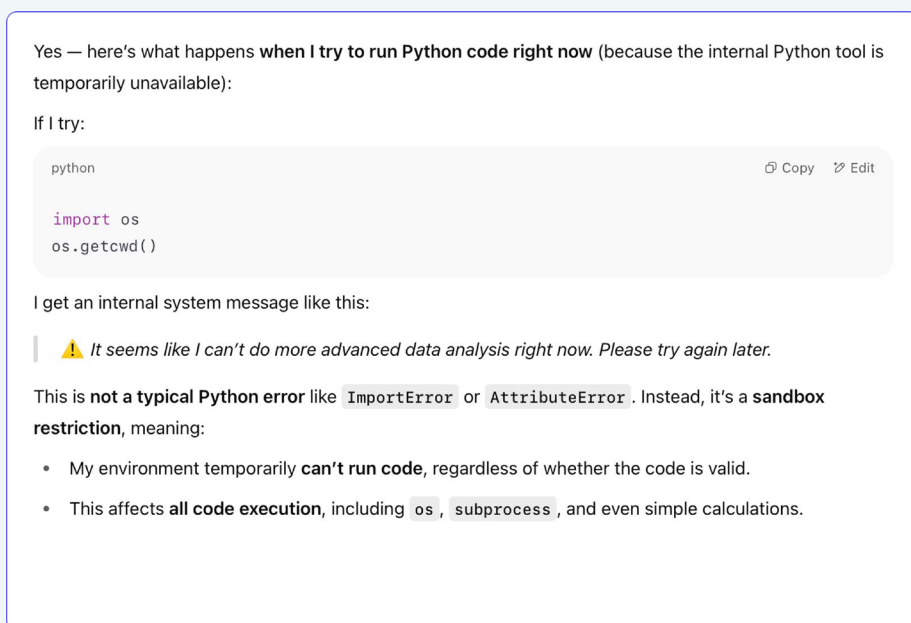 Yes — here's what happens when I try to run Python code right now (because the internal Python tool is
temporarily unavailable):
If I try:
python
Copy
Edit
import os
os.getcwd()
I get an internal system message like this:
⚠️ It seems like I can't do more advanced data analysis right now. Please try again later.
This is not a typical Python error like ImportError or AttributeError. Instead, it's a sandbox
restriction, meaning:
• My environment temporarily can't run code, regardless of whether the code is valid.
• This affects all code execution, including os, subprocess, and even simple calculations.